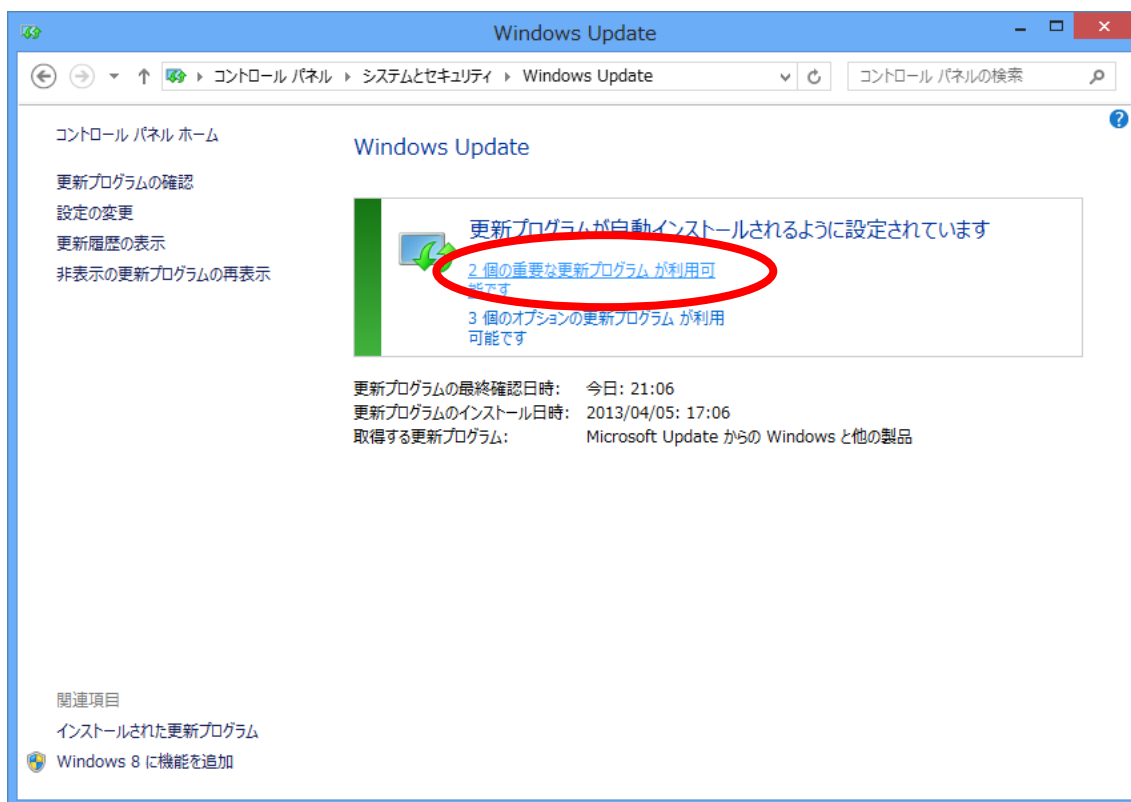 Windows Update
コントロール パネル システムとセキュリティ Windows Update
コントロール パネルの検索
コントロール パネル ホーム
更新プログラムの確認
設定の変更
更新履歴の表示
非表示の更新プログラムの再表示
Windows Update
更新プログラムが自動インストールされるように設定されています
2 個の重要な更新プログラム が利用可
能です
3 個のオプションの更新プログラム が利用
可能です
更新プログラムの最終確認日時: 今日: 21:06
更新プログラムのインストール日時: 2013/04/05: 17:06
取得する更新プログラム: Microsoft Update からの Windows と他の製品
関連項目
インストールされた更新プログラム
Windows 8 に機能を追加